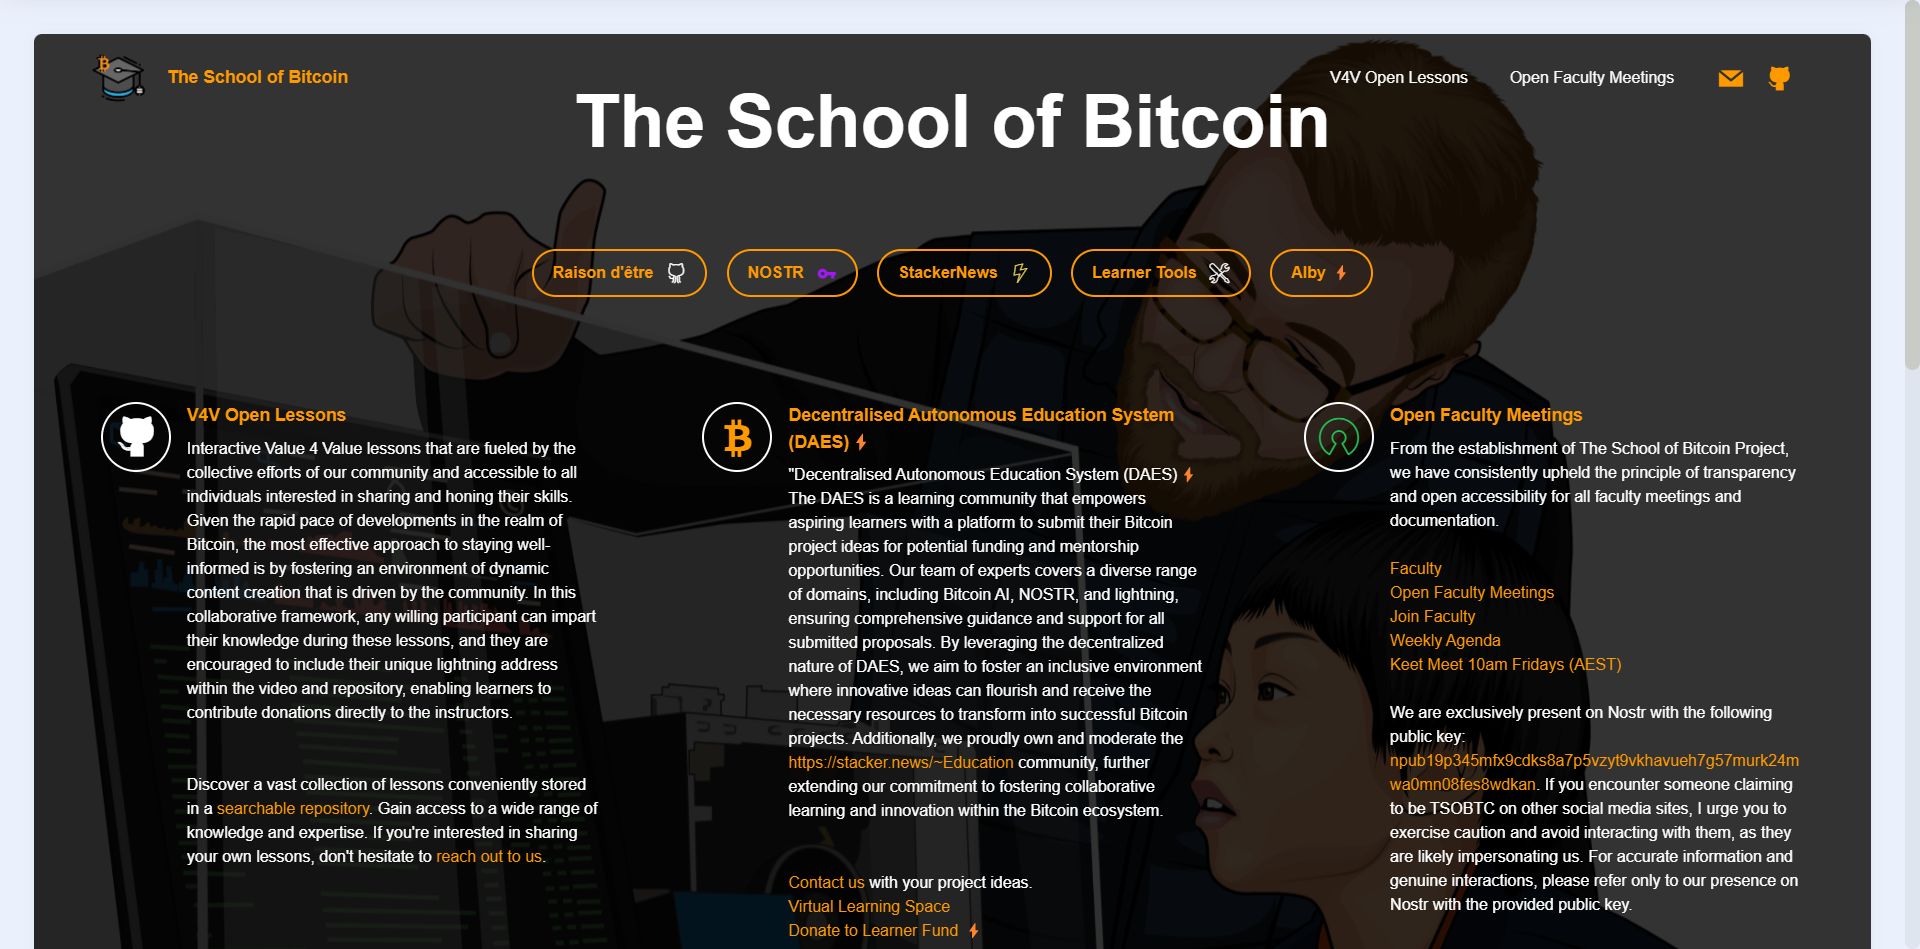 The School of Bitcoin
V4V Open Lessons
Open Faculty Meetings
The School of Bitcoin
Raison d'être
NOSTR
StackerNews
Learner Tools
Alby
V4V Open Lessons
Interactive Value 4 Value lessons that are fueled by the
collective efforts of our community and accessible to all
individuals interested in sharing and honing their skills.
Given the rapid pace of developments in the realm of
Bitcoin, the most effective approach to staying well-
informed is by fostering an environment of dynamic
content creation that is driven by the community. In this
collaborative framework, any willing participant can impart
their knowledge during these lessons, and they are
encouraged to include their unique lightning address
within the video and repository, enabling learners to
contribute donations directly to the instructors.
Discover a vast collection of lessons conveniently stored
in a searchable repository. Gain access to a wide range of
knowledge and expertise. If you're interested in sharing
your own lessons, don't hesitate to reach out to us.
Decentralised Autonomous Education System
(DAES)
"Decentralised Autonomous Education System (DAES)
The DAES is a learning community that empowers
aspiring learners with a platform to submit their Bitcoin
project ideas for potential funding and mentorship
opportunities. Our team of experts covers a diverse range
of domains, including Bitcoin AI, NOSTR, and lightning,
ensuring comprehensive guidance and support for all
submitted proposals. By leveraging the decentralized
nature of DAES, we aim to foster an inclusive environment
where innovative ideas can flourish and receive the
necessary resources to transform into successful Bitcoin
projects. Additionally, we proudly own and moderate the
https://stacker.news/~Education community, further
extending our commitment to fostering collaborative
learning and innovation within the Bitcoin ecosystem.
Contact us with your project ideas.
Virtual Learning Space
Donate to Learner Fund
Open Faculty Meetings
From the establishment of The School of Bitcoin Project,
we have consistently upheld the principle of transparency
and open accessibility for all faculty meetings and
documentation.
Faculty
Open Faculty Meetings
Join Faculty
Weekly Agenda
Keet Meet 10am Fridays (AEST)
We are exclusively present on Nostr with the following
public key:
npub19p345mfx9cdks8a7p5vzyt9vkhavueh7g57murk24m
wa0mn08fes8wdkan. If you encounter someone claiming
to be TSOBTC on other social media sites, I urge you to
exercise caution and avoid interacting with them, as they
are likely impersonating us. For accurate information and
genuine interactions, please refer only to our presence on
Nostr with the provided public key.